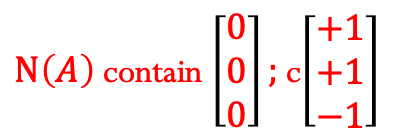 N(A) contain [0 0 0] ; c [+1 +1 −1]